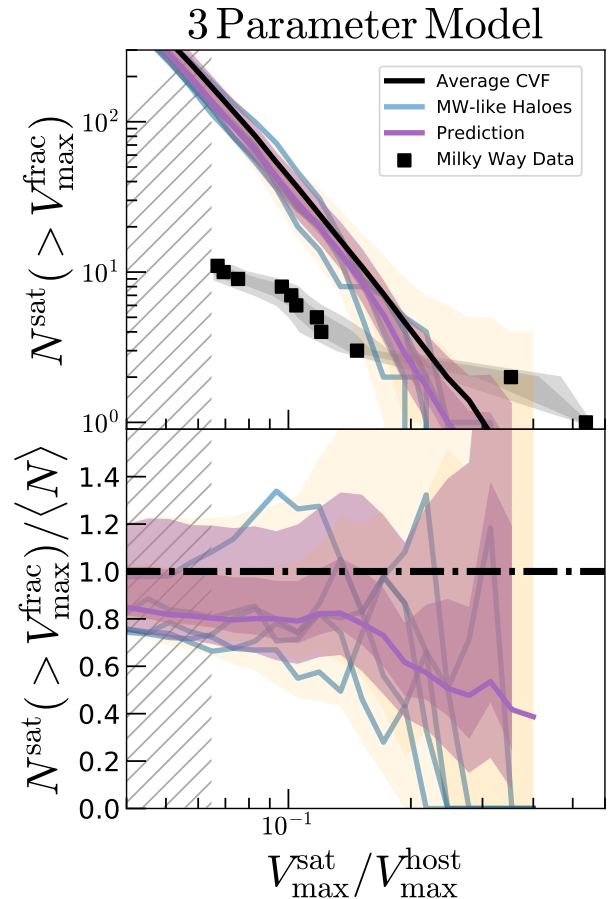 3 Parameter Model
Average CVF
MW-like Haloes
Prediction
Milky Way Data
N^sat(> V_max^frac)
10^2
10^1
10^0
N^sat(> V_max^frac)/⟨N⟩
1.4
1.2
1.0
0.8
0.6
0.4
0.2
0.0
10^−1
V_max^sat/V_max^host